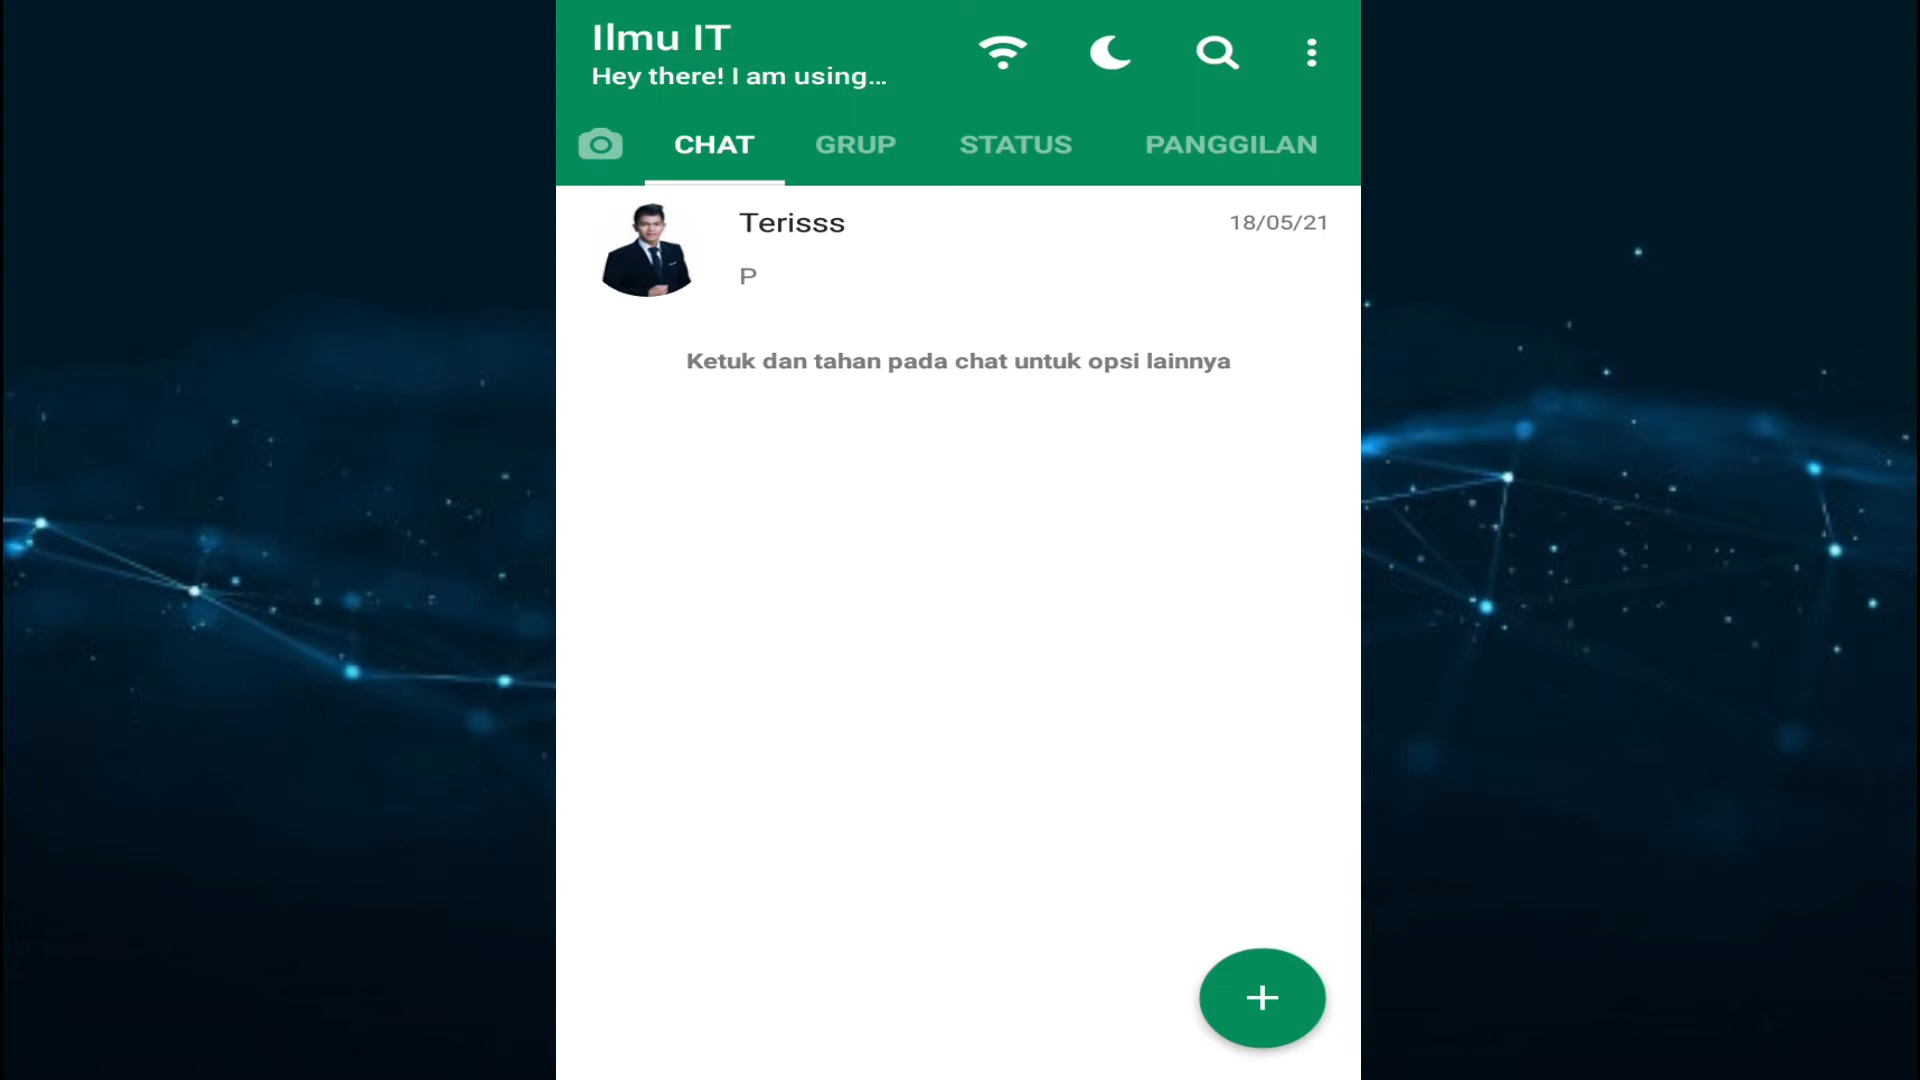 Ilmu IT
Hey there! I am using...
CHAT GRUP STATUS PANGGILAN
Terisss 18/05/21
P
Ketuk dan tahan pada chat untuk opsi lainnya